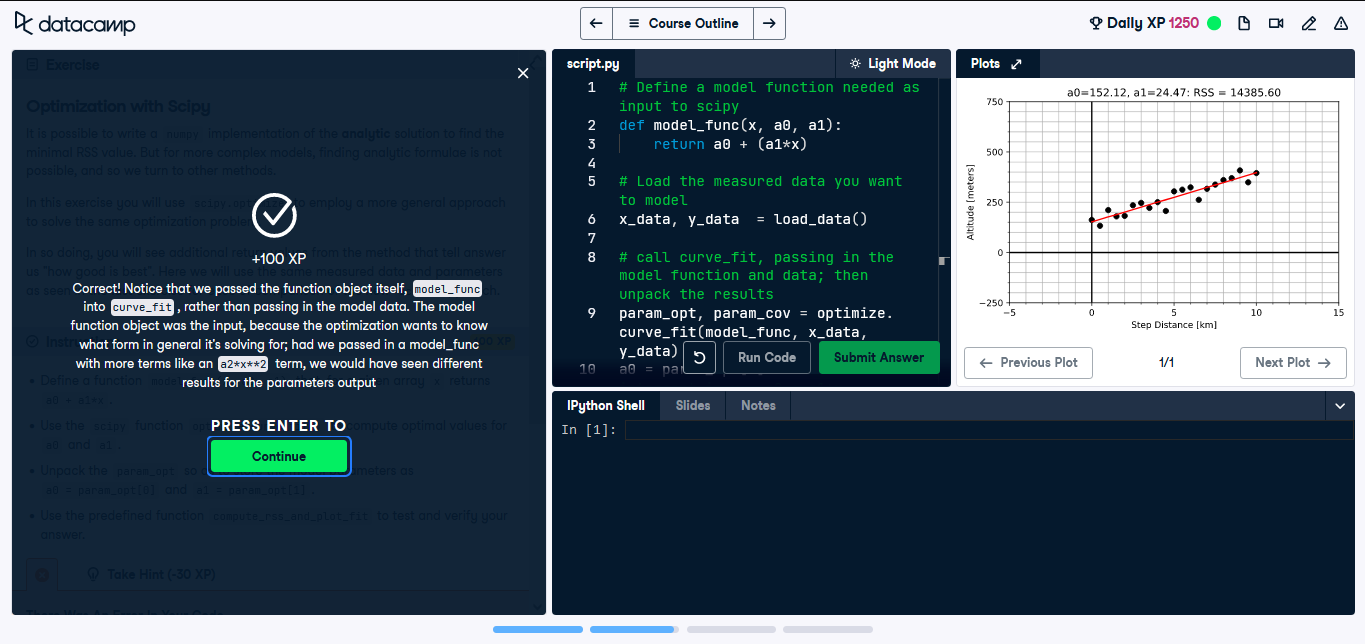 datacamp
Course Outline
Daily XP 1250
Exercise
Optimization with Scipy
It is possible to write a numpy implementation of the analytic solution to find the
minimal RSS value. But for more complex models, finding analytic formulae is not
possible, and so we turn to other methods.
In this exercise you will use
to employ a more general approach
to solve the same optimization problem.
In so doing, you will see additional return values from the method that tell answer
us "how good is best". Here we will use the same measured data and parameters
as seen
+100 XP
Correct! Notice that we passed the function object itself, model_func
into curve_fit , rather than passing in the model data. The model
function object was the input, because the optimization wants to know
what form in general it's solving for; had we passed in a model_func
with more terms like an a2*x**2 term, we would have seen different
results for the parameters output
PRESS ENTER TO
Continue
Define a function
array x returns
a0 + a1*x.
Use the scipy function
compute optimal values for
a0 and a1.
Unpack the param_opt so
parameters as
a0 = param_opt[0] and a1 = param_opt[1].
Use the predefined function compute_rss_and_plot_fit to test and verify your
answer.
Take Hint (-30 XP)
script.py
Light Mode
1 # Define a model function needed as
input to scipy
2 def model_func(x, a0, a1):
3 return a0 + (a1*x)
4
5 # Load the measured data you want
to model
6 x_data, y_data = load_data()
7
8 # call curve_fit, passing in the
model function and data; then
unpack the results
9 param_opt, param_cov = optimize.
curve_fit(model_func, x_data,
y_data)
10 a0 =
Run Code
Submit Answer
Plots
a0=152.12, a1=24.47: RSS = 14385.60
750
500
250
0
−250
Altitude [meters]
−5 0 5 10 15
Step Distance [km]
Previous Plot
1/1
Next Plot
IPython Shell
Slides
Notes
In [1]: